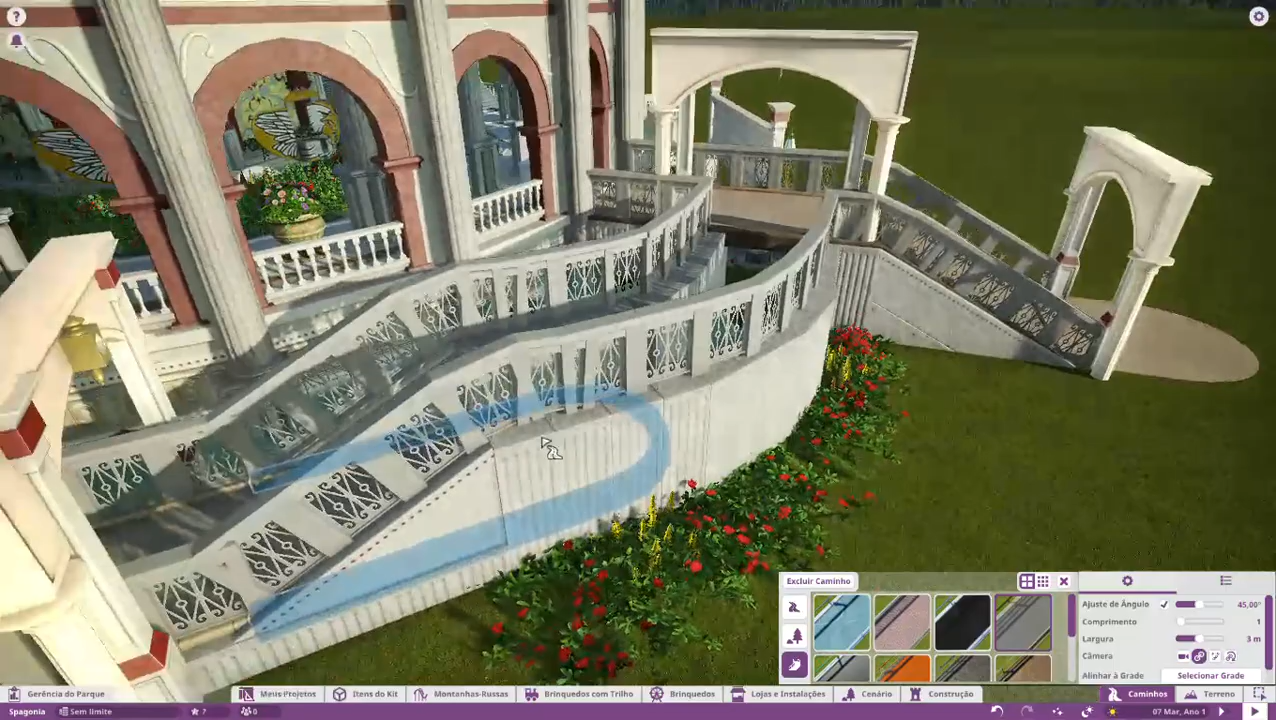 ?
Excluir Caminho
Ajuste de Ângulo 45,00°
Comprimento 1
Largura 3 m
Câmera
Alinhar à Grade Selecionar Grade
Gerência do Parque Meus Projetos Itens do Kit Montanhas-Russas Brinquedos com Trilho Brinquedos Lojas e Instalações Cenário Construção Caminhos Terreno
Spagonia Sem limite ? 0 07 Mar, Ano 1